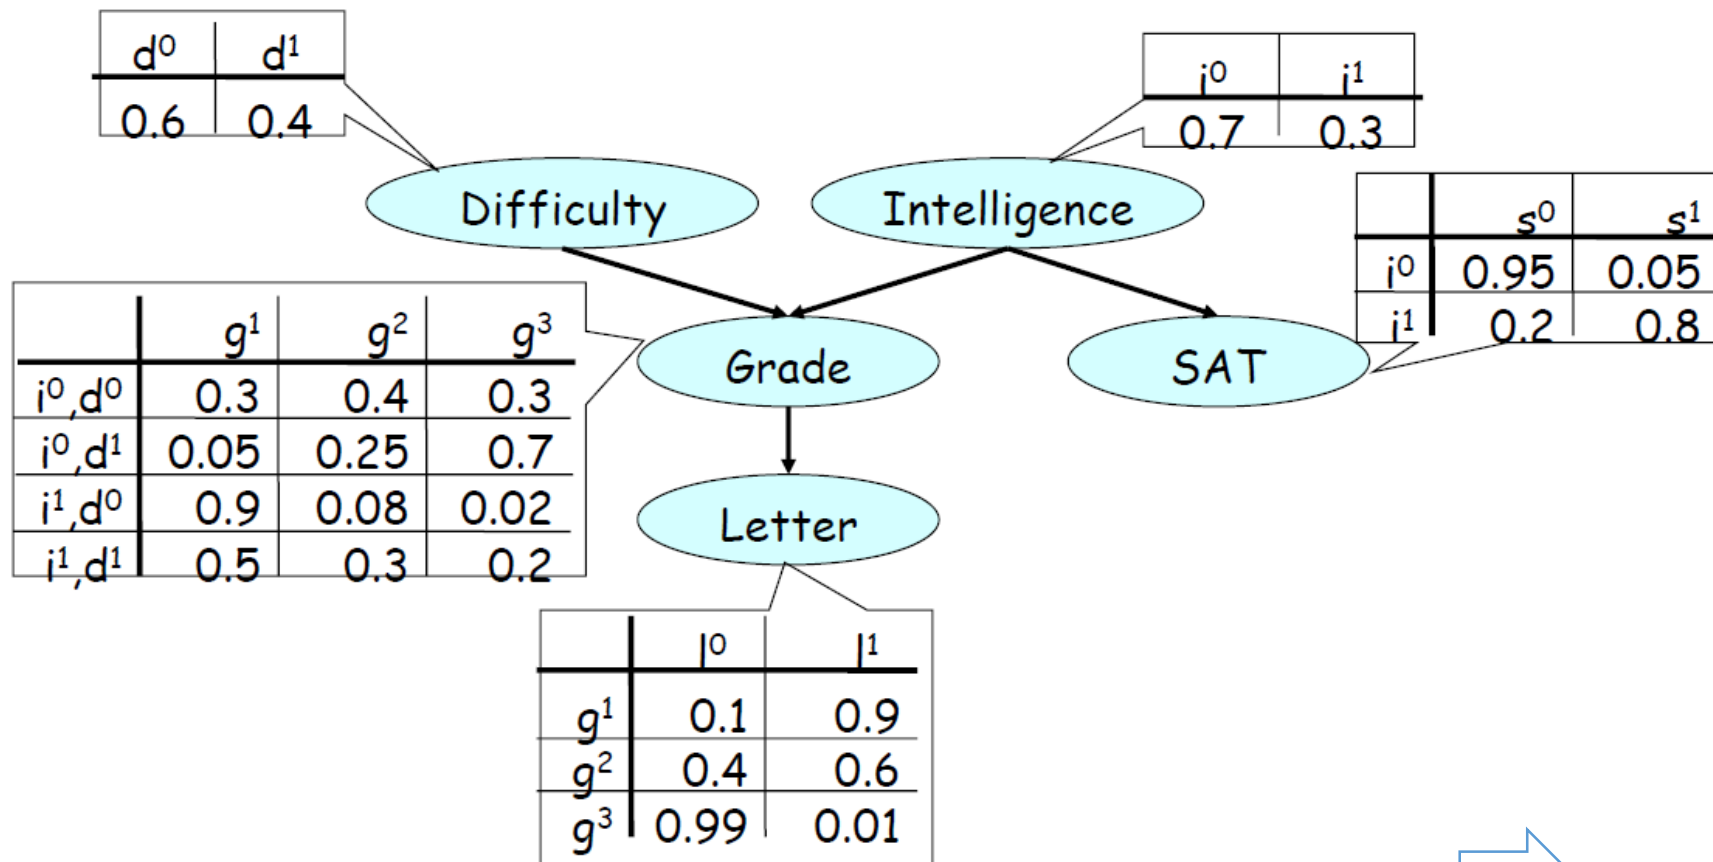 d⁰ d¹
0.6 0.4
i⁰ i¹
0.7 0.3
Difficulty
Intelligence
s⁰ s¹
i⁰ 0.95 0.05
i¹ 0.2 0.8
g¹ g² g³
i⁰,d⁰ 0.3 0.4 0.3
i⁰,d¹ 0.05 0.25 0.7
i¹,d⁰ 0.9 0.08 0.02
i¹,d¹ 0.5 0.3 0.2
Grade
SAT
Letter
l⁰ l¹
g¹ 0.1 0.9
g² 0.4 0.6
g³ 0.99 0.01